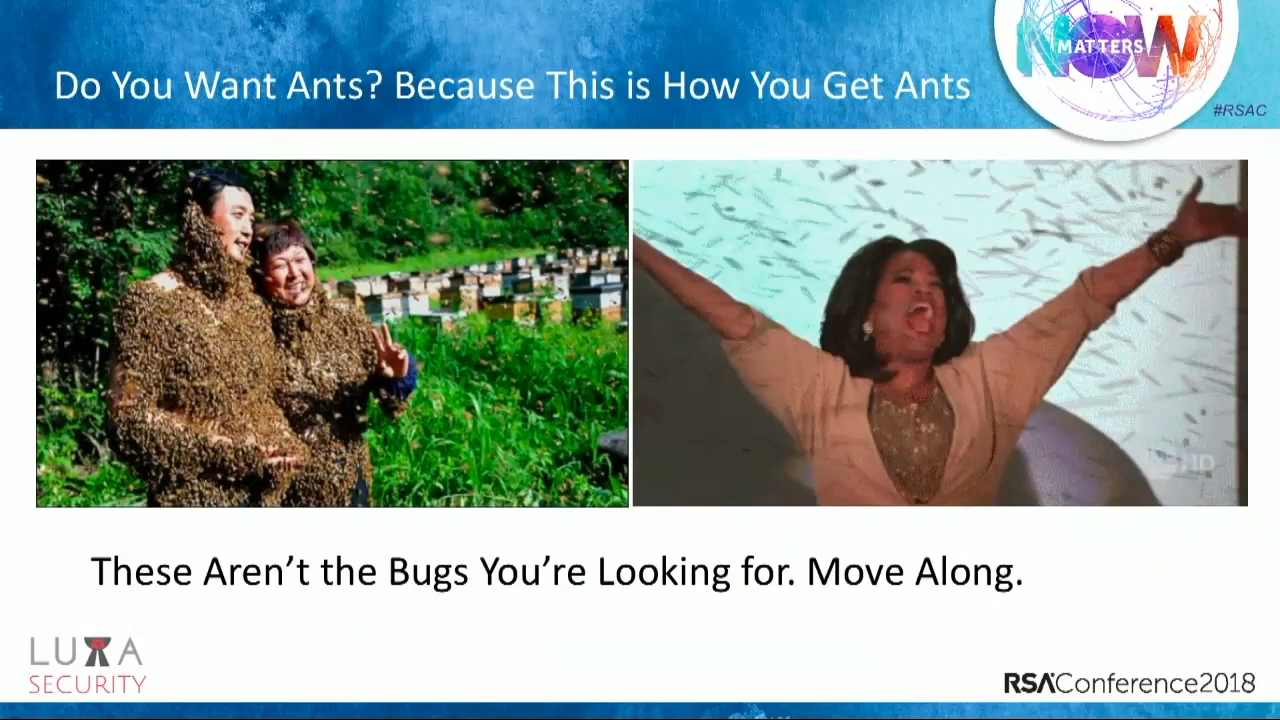 NOW
MATTERS
#RSAC
Do You Want Ants? Because This is How You Get Ants
These Aren’t the Bugs You’re Looking for. Move Along.
LUTA
SECURITY
RSAConference2018